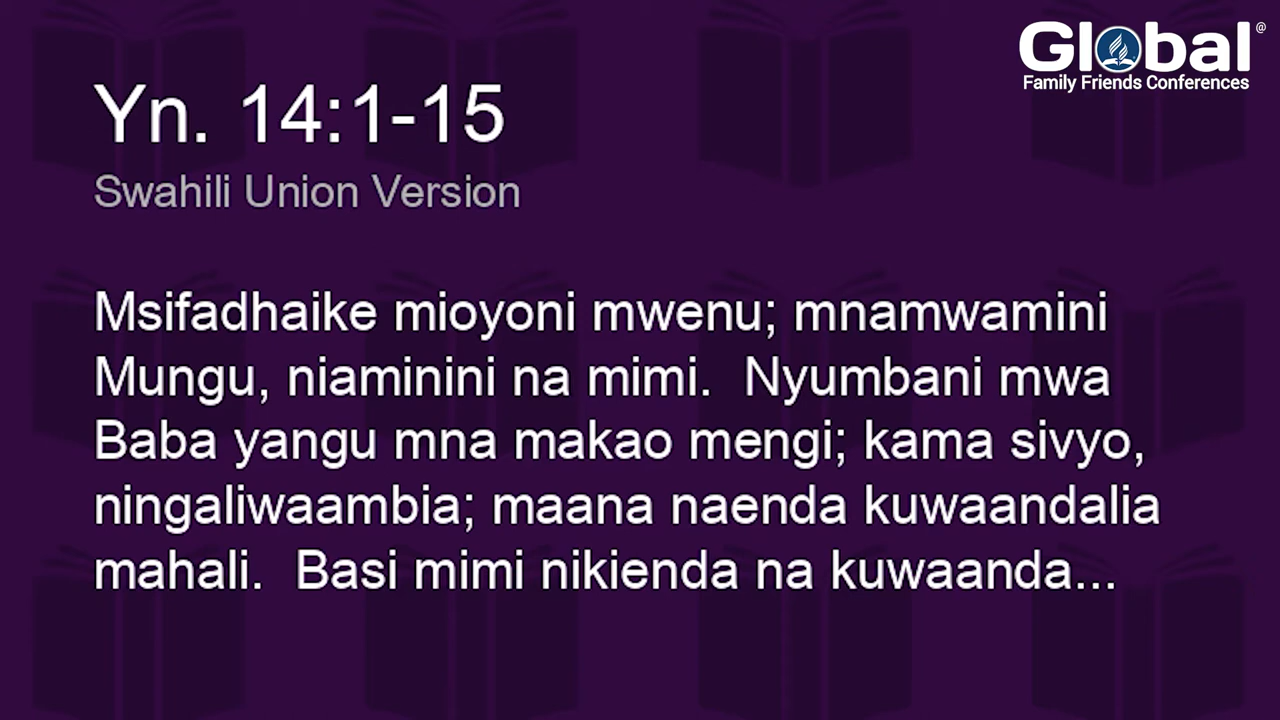 Global @
Family Friends Conferences
Yn. 14:1-15
Swahili Union Version
Msifadhaike mioyoni mwenu; mnamwamini
Mungu, niaminini na mimi.  Nyumbani mwa
Baba yangu mna makao mengi; kama sivyo,
ningaliwaambia; maana naenda kuwaandalia
mahali.  Basi mimi nikienda na kuwaanda...